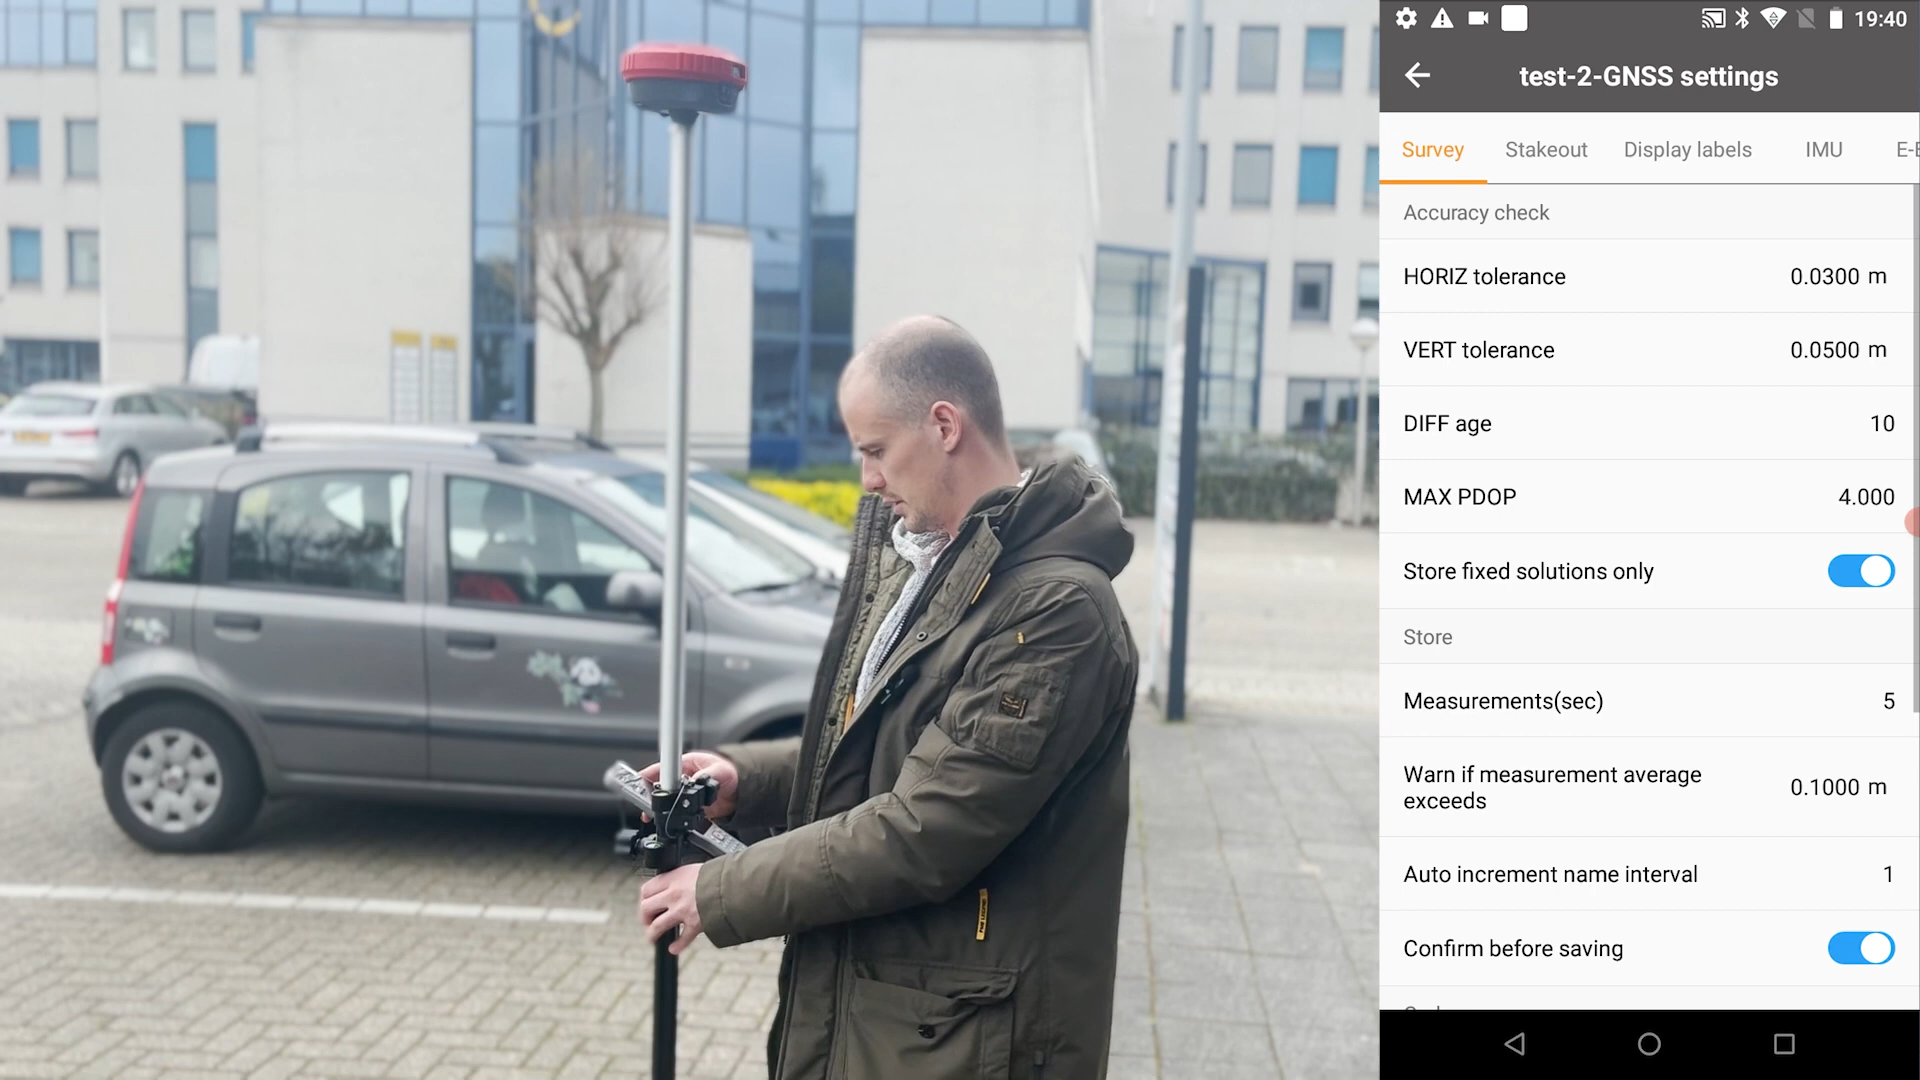 19:40
test-2-GNSS settings
Survey Stakeout Display labels IMU E-
Accuracy check
HORIZ tolerance 0.0300 m
VERT tolerance 0.0500 m
DIFF age 10
MAX PDOP 4.000
Store fixed solutions only
Store
Measurements(sec) 5
Warn if measurement average
exceeds
0.1000 m
Auto increment name interval 1
Confirm before saving